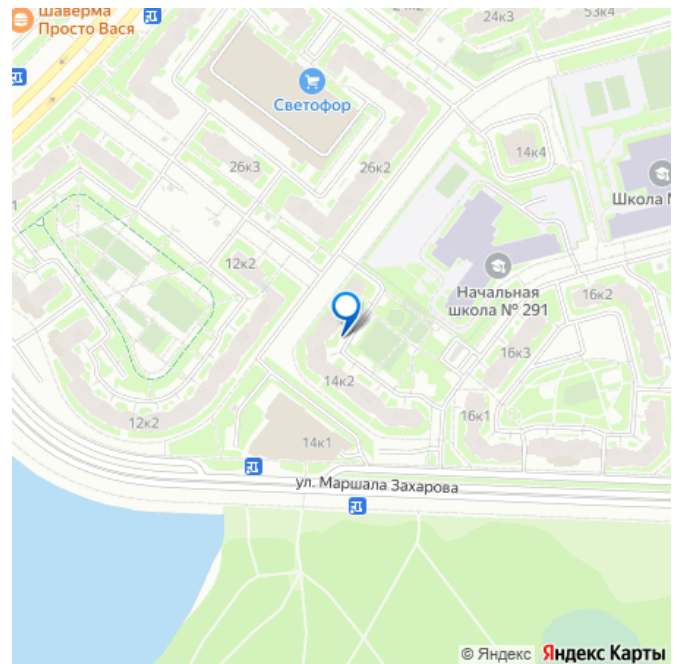 Шаверма
Просто Вася
24к3
53к4
Светофор
26к3
26к2
14к4
Школа
12к2
Начальная
школа № 291
16к2
16к3
14к2
16к1
12к2
14к1
ул. Маршала Захарова
© Яндекс Яндекс Карты